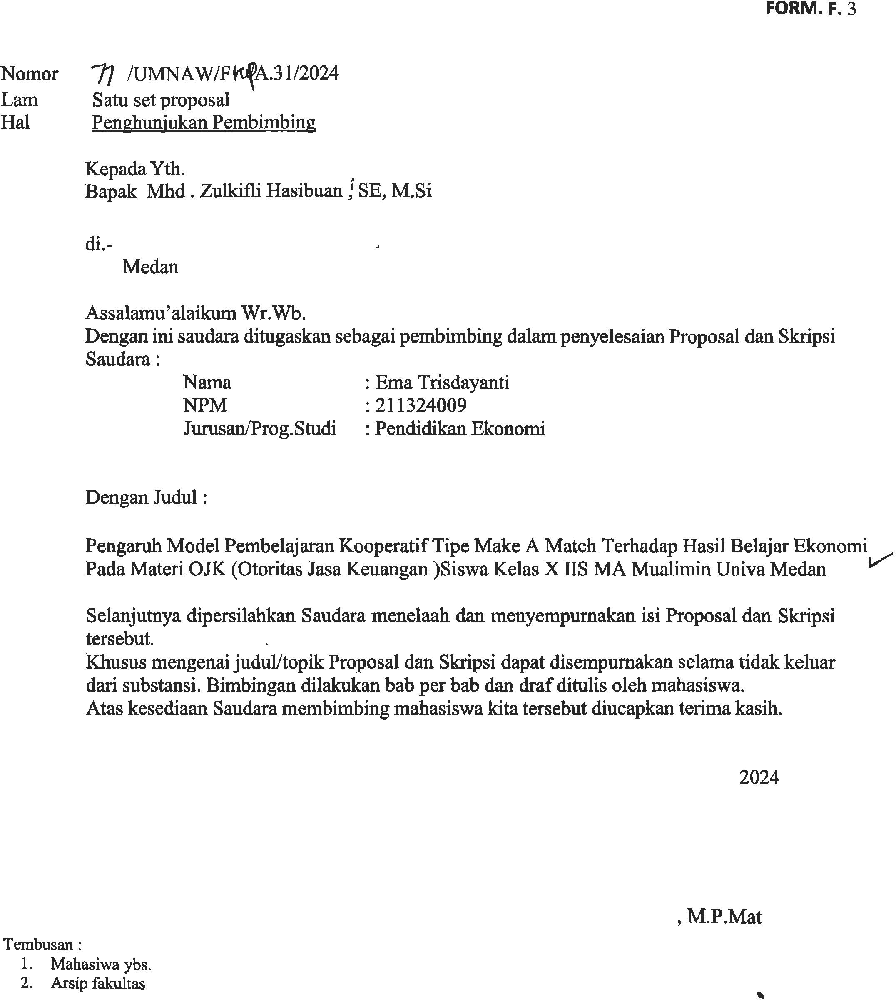 FORM. F. 3
Nomor 77 /UMNAW/FKIP/A.31/2024
Lam Satu set proposal
Hal Penghunjukan Pembimbing
Kepada Yth.
Bapak Mhd . Zulkifli Hasibuan , SE, M.Si
di.-
Medan
Assalamu'alaikum Wr.Wb.
Dengan ini saudara ditugaskan sebagai pembimbing dalam penyelesaian Proposal dan Skripsi
Saudara :
Nama : Ema Trisdayanti
NPM : 211324009
Jurusan/Prog.Studi : Pendidikan Ekonomi
Dengan Judul :
Pengaruh Model Pembelajaran Kooperatif Tipe Make A Match Terhadap Hasil Belajar Ekonomi
Pada Materi OJK (Otoritas Jasa Keuangan )Siswa Kelas X IIS MA Mualimin Univa Medan
Selanjutnya dipersilahkan Saudara menelaah dan menyempurnakan isi Proposal dan Skripsi
tersebut.
Khusus mengenai judul/topik Proposal dan Skripsi dapat disempurnakan selama tidak keluar
dari substansi. Bimbingan dilakukan bab per bab dan draf ditulis oleh mahasiswa.
Atas kesediaan Saudara membimbing mahasiswa kita tersebut diucapkan terima kasih.
2024
, M.P.Mat
Tembusan :
1. Mahasiwa ybs.
2. Arsip fakultas